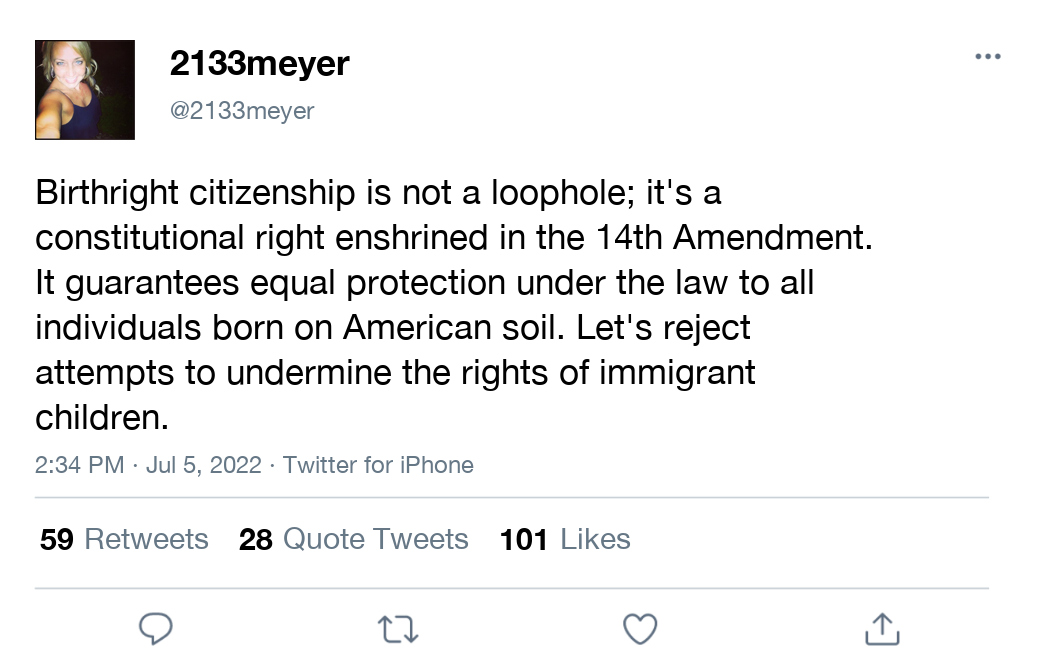 2133meyer
@2133meyer
Birthright citizenship is not a loophole; it's a
constitutional right enshrined in the 14th Amendment.
It guarantees equal protection under the law to all
individuals born on American soil. Let's reject
attempts to undermine the rights of immigrant
children.
2:34 PM · Jul 5, 2022 · Twitter for iPhone
59 Retweets 28 Quote Tweets 101 Likes